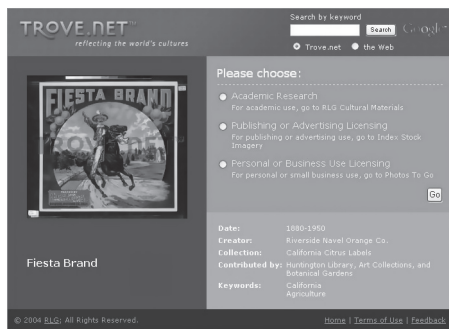 TROVE.NET™
reflecting the world's cultures
Search by keyword
Search
Google™
Trove.net the Web
FIESTA BRAND
TROVE.NET
Fiesta Brand
Please choose:
Academic Research
For academic use, go to RLG Cultural Materials
Publishing or Advertising Licensing
For publishing or advertising use, go to Index Stock
Imagery
Personal or Business Use Licensing
For personal or small business use, go to Photos To Go
Go
Date: 1880-1950
Creator: Riverside Navel Orange Co.
Collection: California Citrus Labels
Contributed by: Huntington Library, Art Collections, and
Botanical Gardens
Keywords: California
Agriculture
© 2004 RLG; All Rights Reserved.
Home | Terms of Use | Feedback